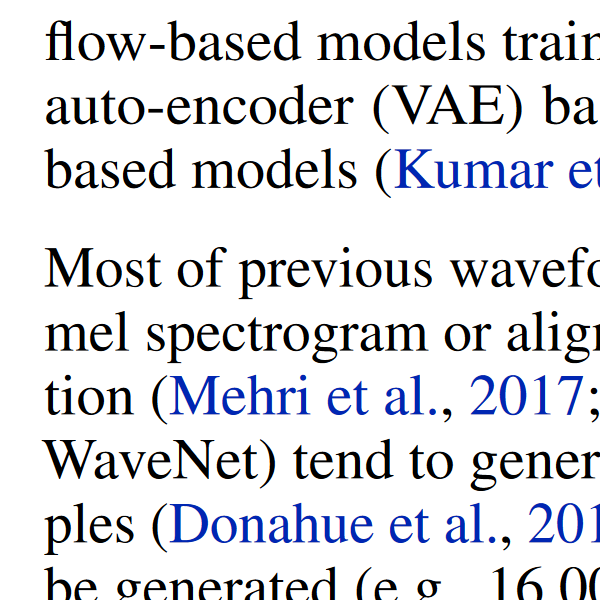 flow-based models train
auto-encoder (VAE) ba
based models (Kumar et
Most of previous wavefo
mel spectrogram or align
tion (Mehri et al., 2017;
WaveNet) tend to gener
ples (Donahue et al., 201
be generated (e.g., 16,00